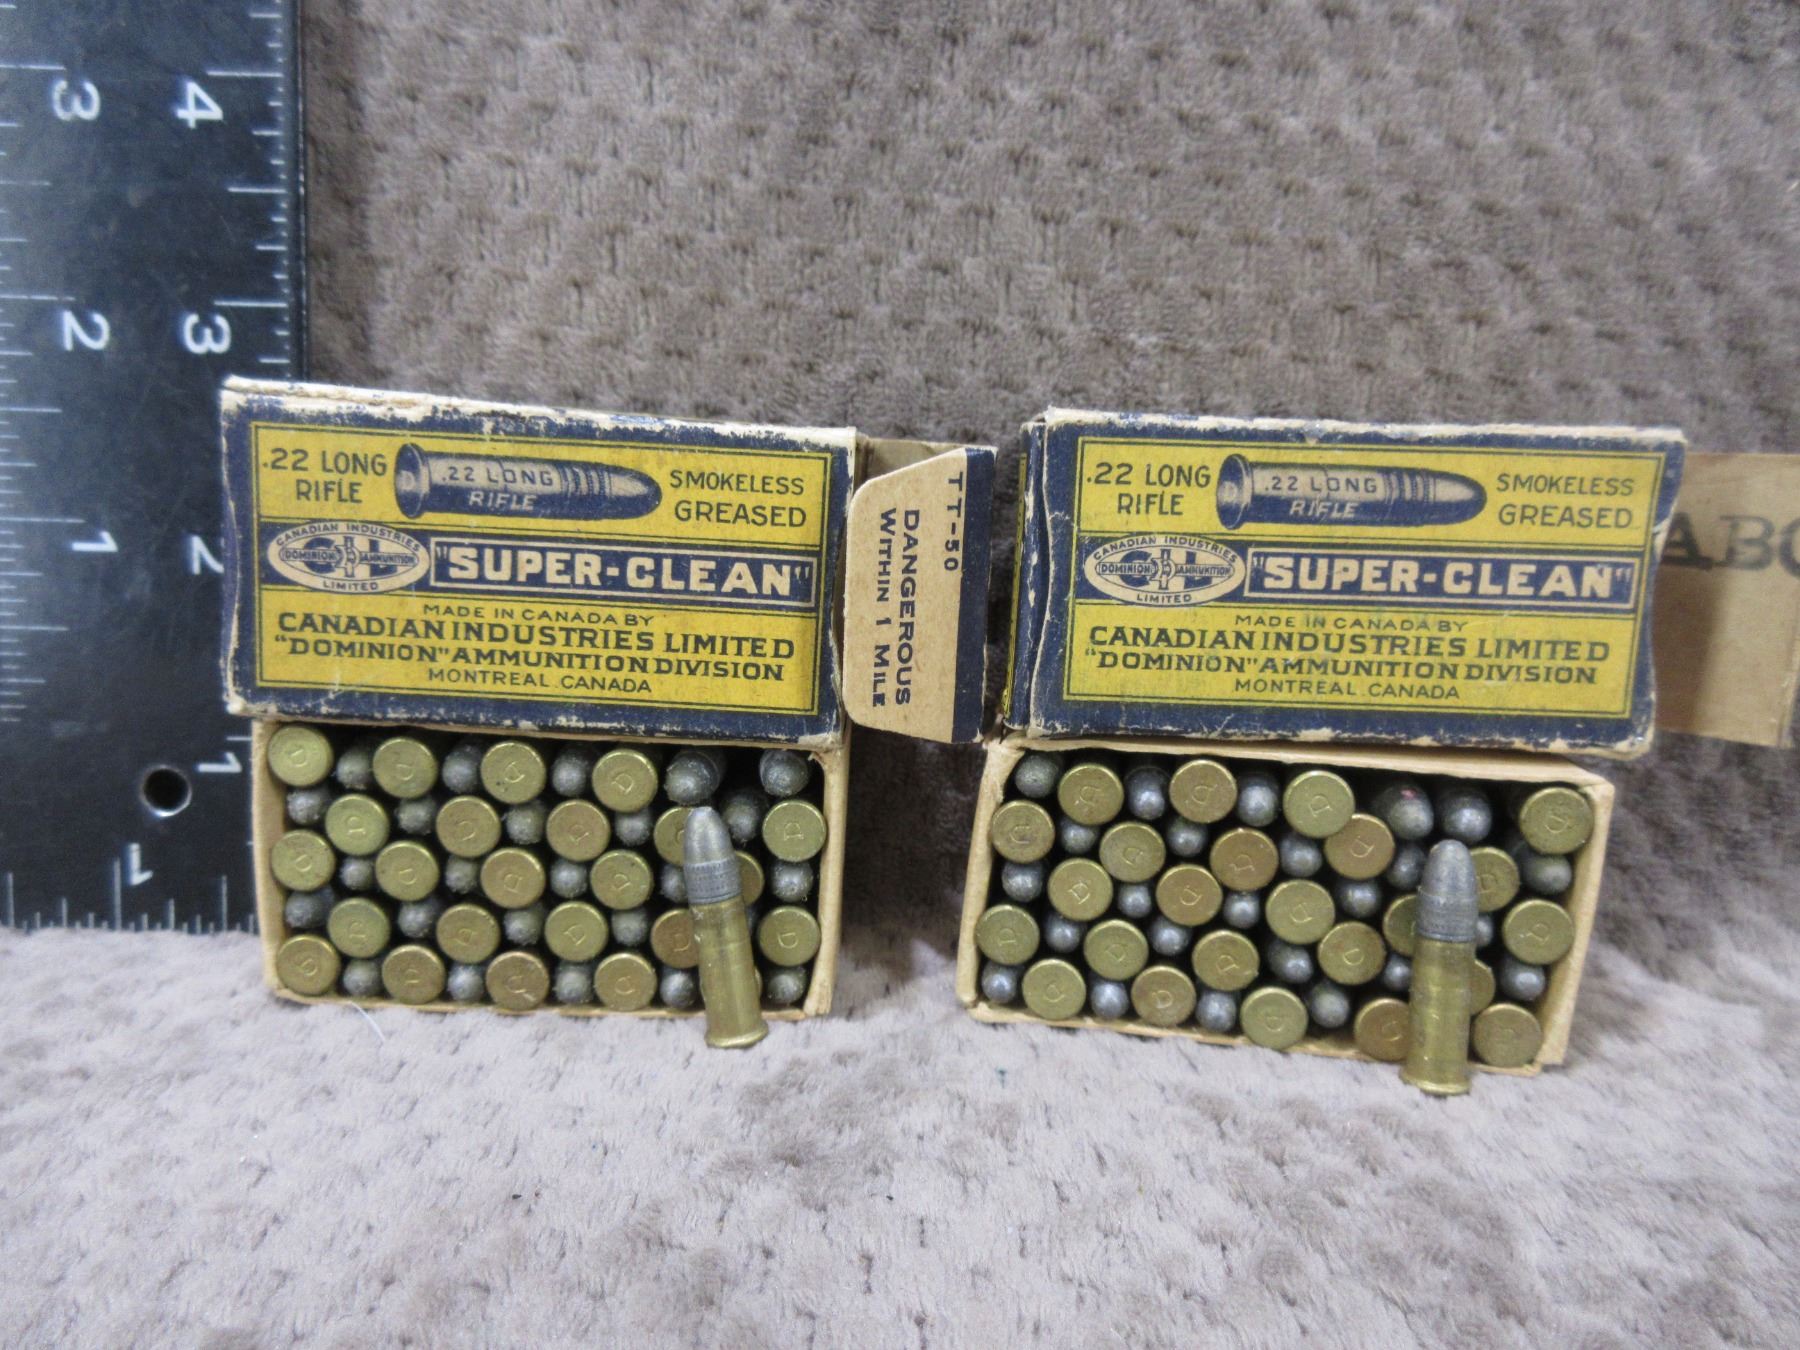 3 4
2 3
1 2
1
1
.22 LONG
RIFLE
.22 LONG
RIFLE
SMOKELESS
GREASED
CANADIAN INDUSTRIES
DOMINION AMMUNITION
LIMITED
"SUPER-CLEAN"
MADE IN CANADA BY
CANADIAN INDUSTRIES LIMITED
"DOMINION" AMMUNITION DIVISION
MONTREAL CANADA
TT-50
DANGEROUS
WITHIN 1 MILE
.22 LONG
RIFLE
.22 LONG
RIFLE
SMOKELESS
GREASED
CANADIAN INDUSTRIES
DOMINION AMMUNITION
LIMITED
"SUPER-CLEAN"
MADE IN CANADA BY
CANADIAN INDUSTRIES LIMITED
"DOMINION" AMMUNITION DIVISION
MONTREAL CANADA